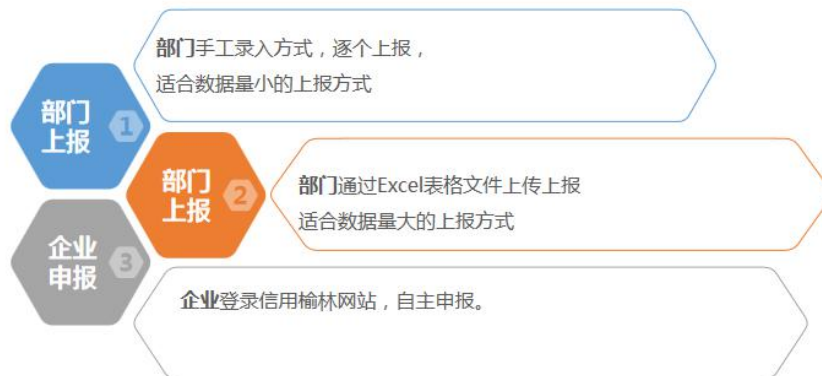 部门手工录入方式，逐个上报，
适合数据量小的上报方式
部门
上报
1
部门
上报
2
部门通过Excel表格文件上传上报
适合数据量大的上报方式
企业
申报
3
企业登录信用榆林网站，自主申报。